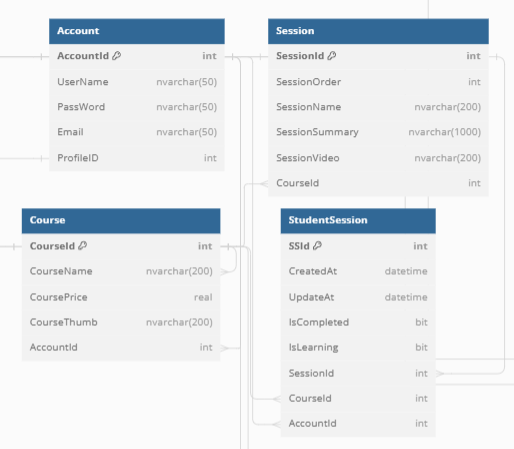 Account
AccountId int
UserName nvarchar(50)
PassWord nvarchar(50)
Email nvarchar(50)
ProfileID int
Session
SessionId int
SessionOrder int
SessionName nvarchar(200)
SessionSummary nvarchar(1000)
SessionVideo nvarchar(200)
CourseId int
Course
CourseId int
CourseName nvarchar(200)
CoursePrice real
CourseThumb nvarchar(200)
AccountId int
StudentSession
SSId int
CreatedAt datetime
UpdateAt datetime
IsCompleted bit
IsLearning bit
SessionId int
CourseId int
AccountId int